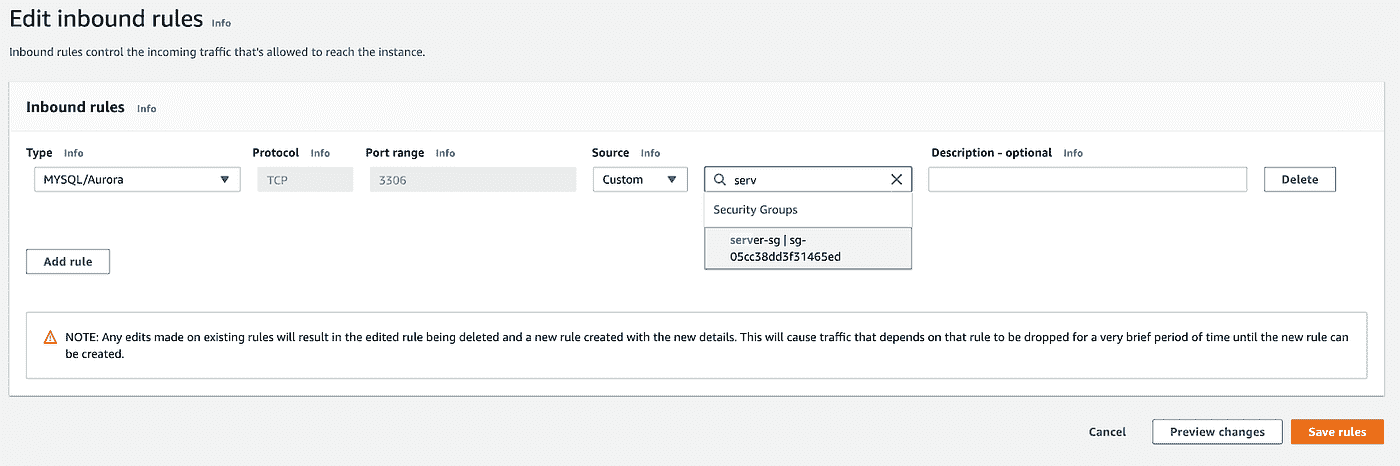 Edit inbound rules Info
Inbound rules control the incoming traffic that's allowed to reach the instance.
Inbound rules Info
Type Info Protocol Info Port range Info Source Info Description - optional Info
MYSQL/Aurora TCP 3306 Custom serv Delete
Security Groups
server-sg | sg-
05cc38dd3f31465ed
Add rule
NOTE: Any edits made on existing rules will result in the edited rule being deleted and a new rule created with the new details. This will cause traffic that depends on that rule to be dropped for a very brief period of time until the new rule can
be created.
Cancel Preview changes Save rules